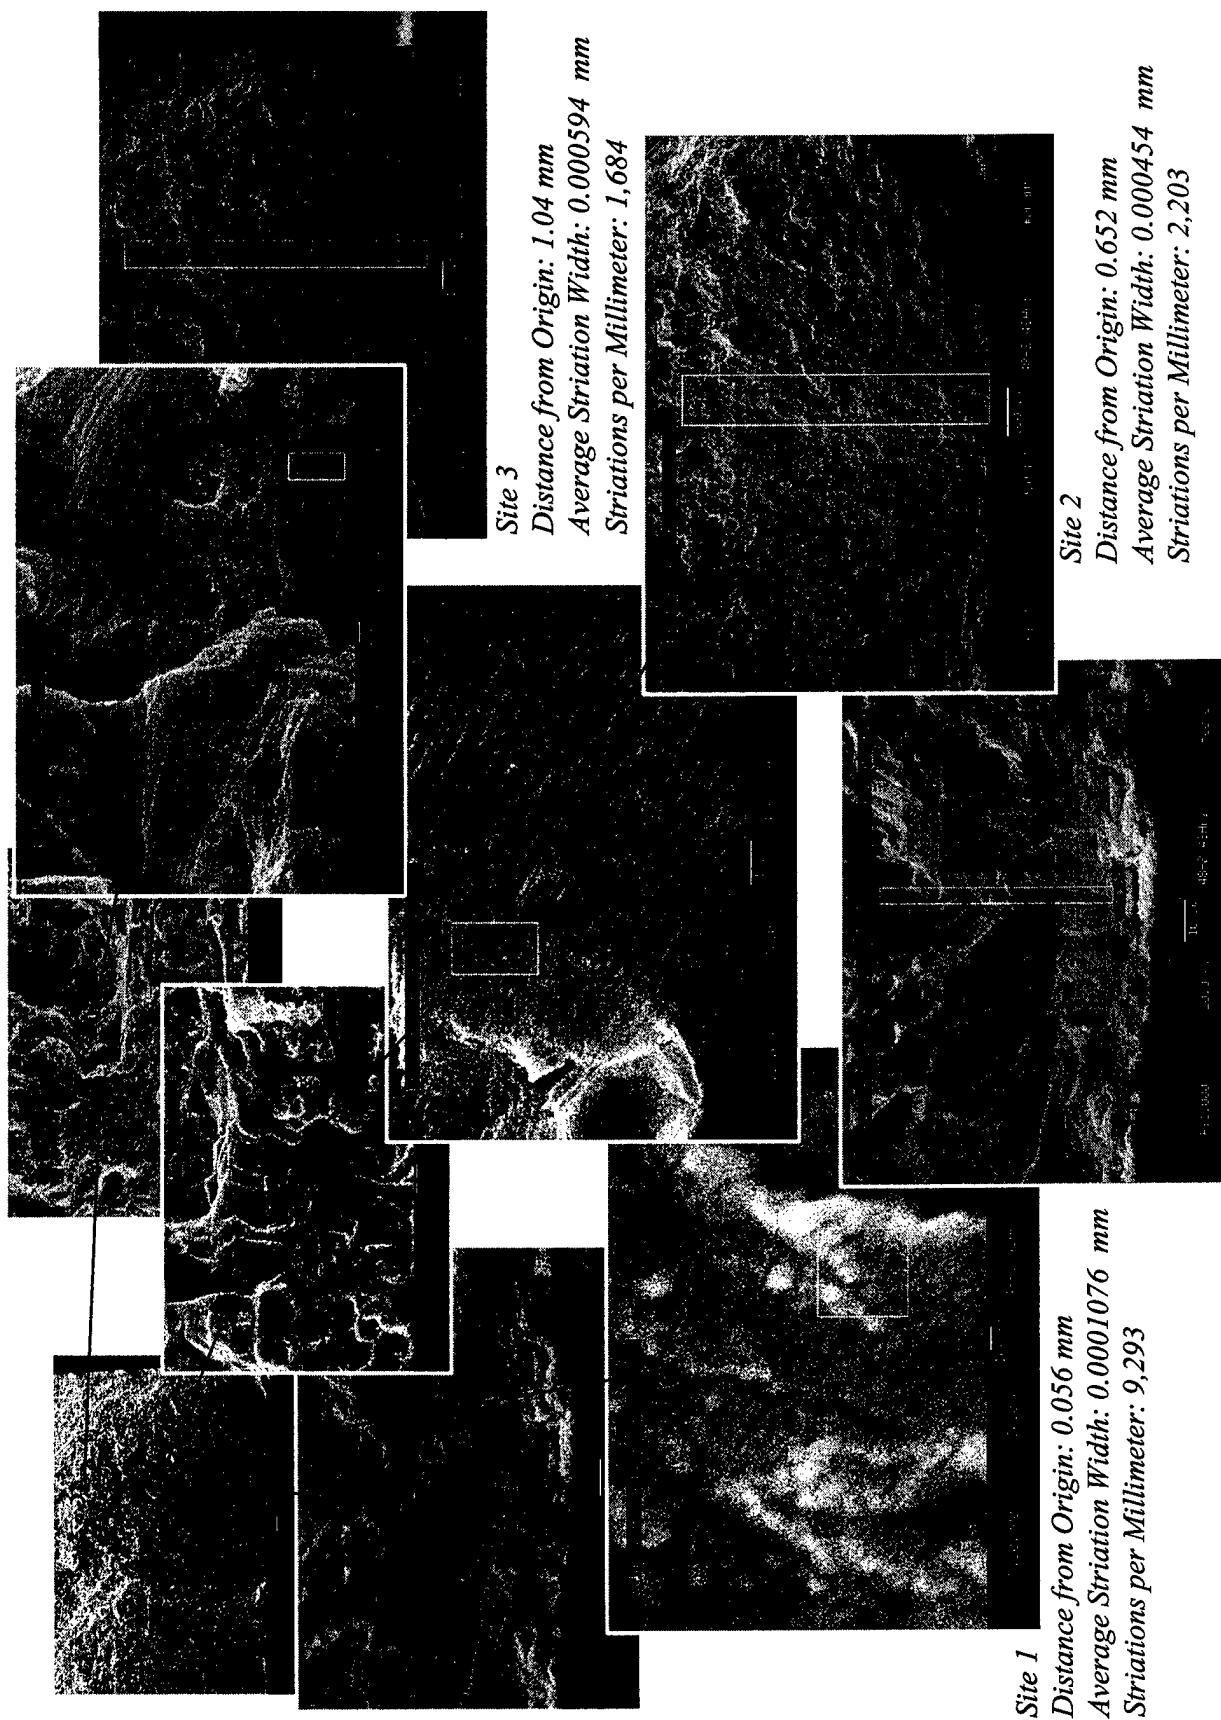 Site 3
Distance from Origin: 1.04 mm
Average Striation Width: 0.000594 mm
Striations per Millimeter: 1,684
Site 2
Distance from Origin: 0.652 mm
Average Striation Width: 0.000454 mm
Striations per Millimeter: 2,203
Site 1
Distance from Origin: 0.056 mm
Average Striation Width: 0.0001076 mm
Striations per Millimeter: 9,293